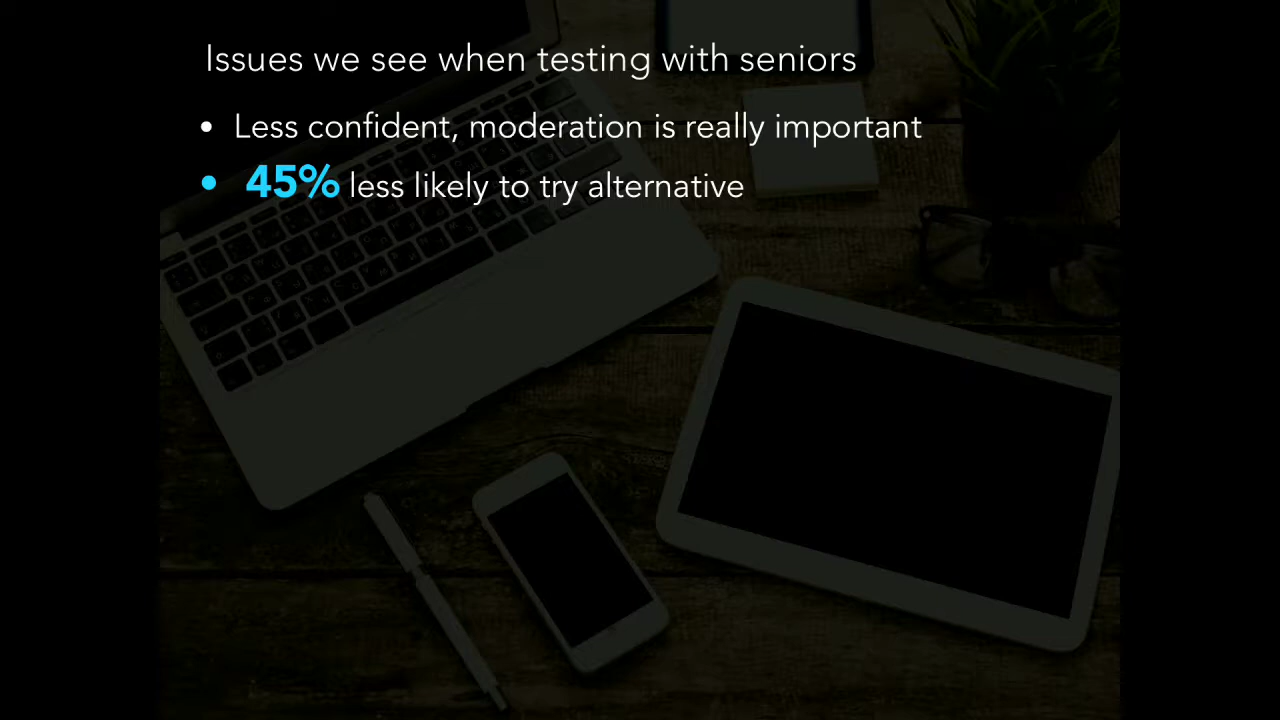 Issues we see when testing with seniors
• Less confident, moderation is really important
• 45% less likely to try alternative